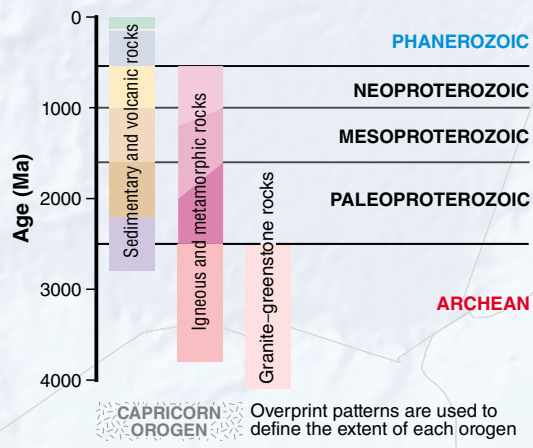 0
1000
2000
3000
4000
Age (Ma)
Sedimentary and volcanic rocks
Igneous and metamorphic rocks
Granite–greenstone rocks
PHANEROZOIC
NEOPROTEROZOIC
MESOPROTEROZOIC
PALEOPROTEROZOIC
ARCHEAN
CAPRICORN
OROGEN
Overprint patterns are used to
define the extent of each orogen